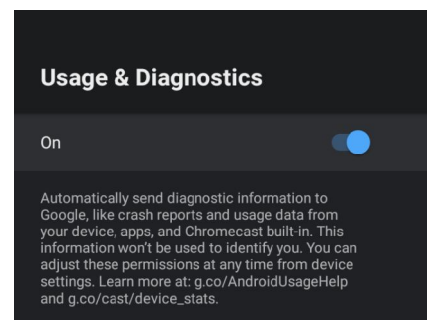 Usage & Diagnostics
On
Automatically send diagnostic information to
Google, like crash reports and usage data from
your device, apps, and Chromecast built-in. This
information won't be used to identify you. You can
adjust these permissions at any time from device
settings. Learn more at: g.co/AndroidUsageHelp
and g.co/cast/device_stats.